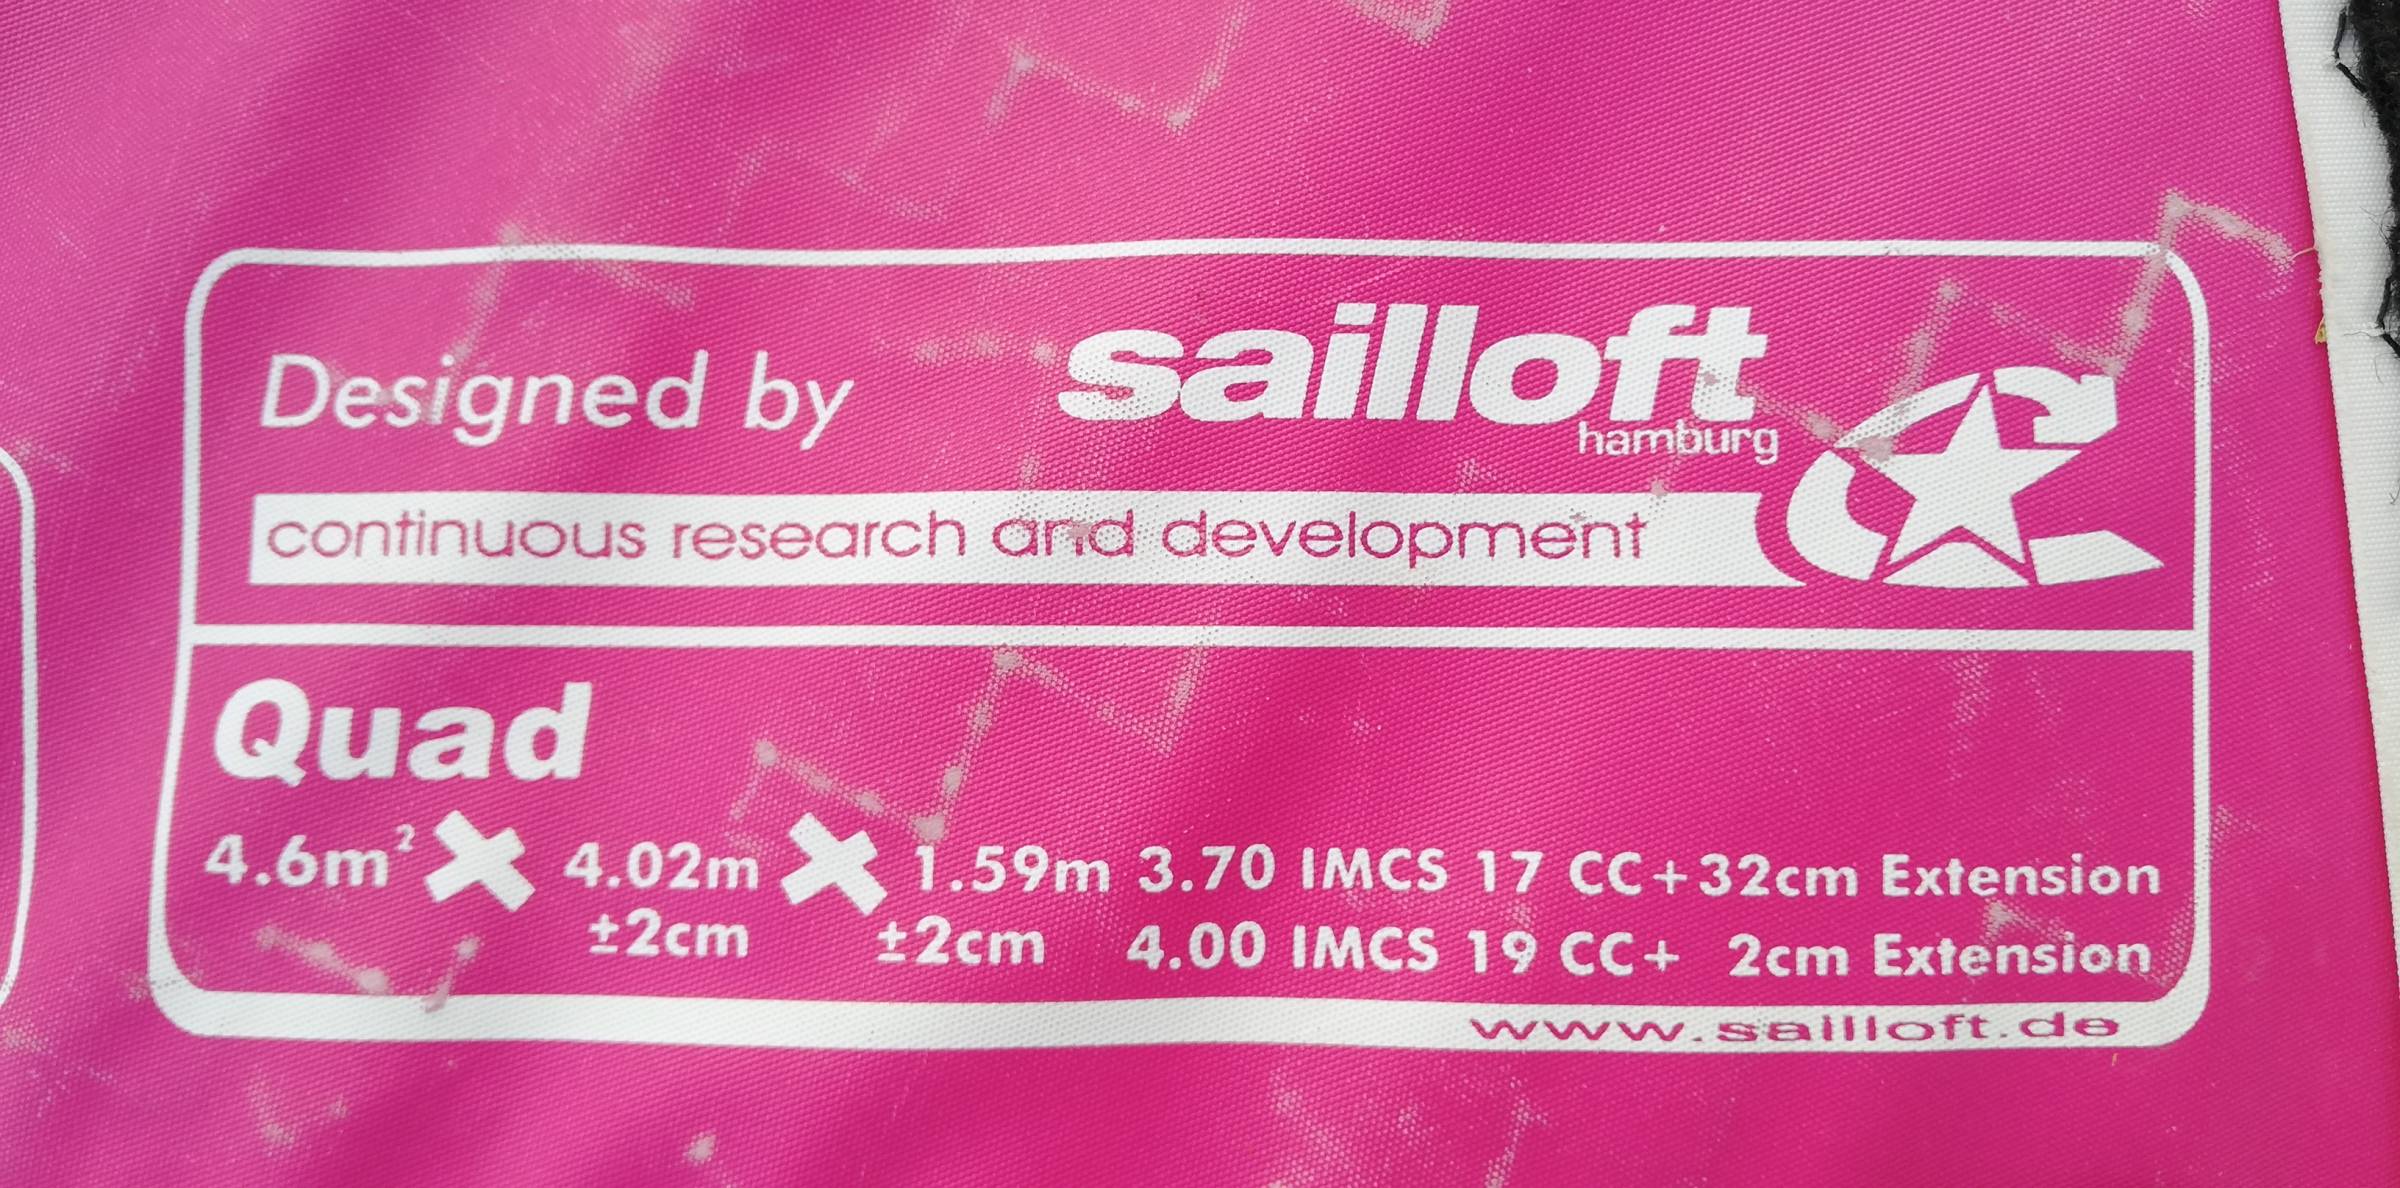 Designed by sailloft
hamburg
continuous research and development
Quad
4.6m² ✖ 4.02m ✖ 1.59m 3.70 IMCS 17 CC+32cm Extension
±2cm ±2cm 4.00 IMCS 19 CC+ 2cm Extension
www.sailloft.de